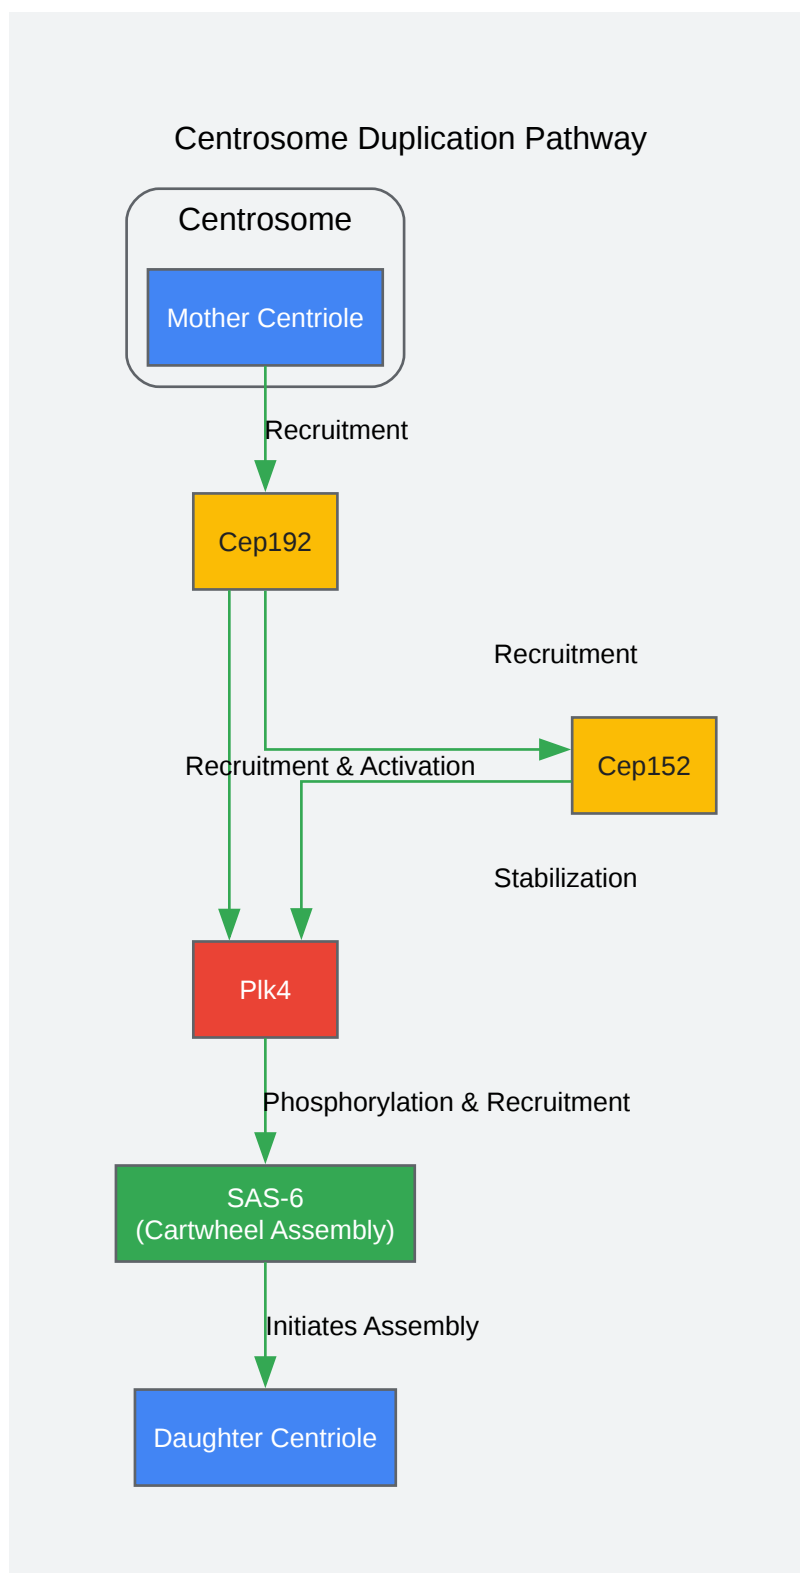 Centrosome Duplication Pathway
Centrosome
Mother Centriole
Recruitment
Cep192
Recruitment
Recruitment & Activation
Cep152
Stabilization
Plk4
Phosphorylation & Recruitment
SAS-6
(Cartwheel Assembly)
Initiates Assembly
Daughter Centriole